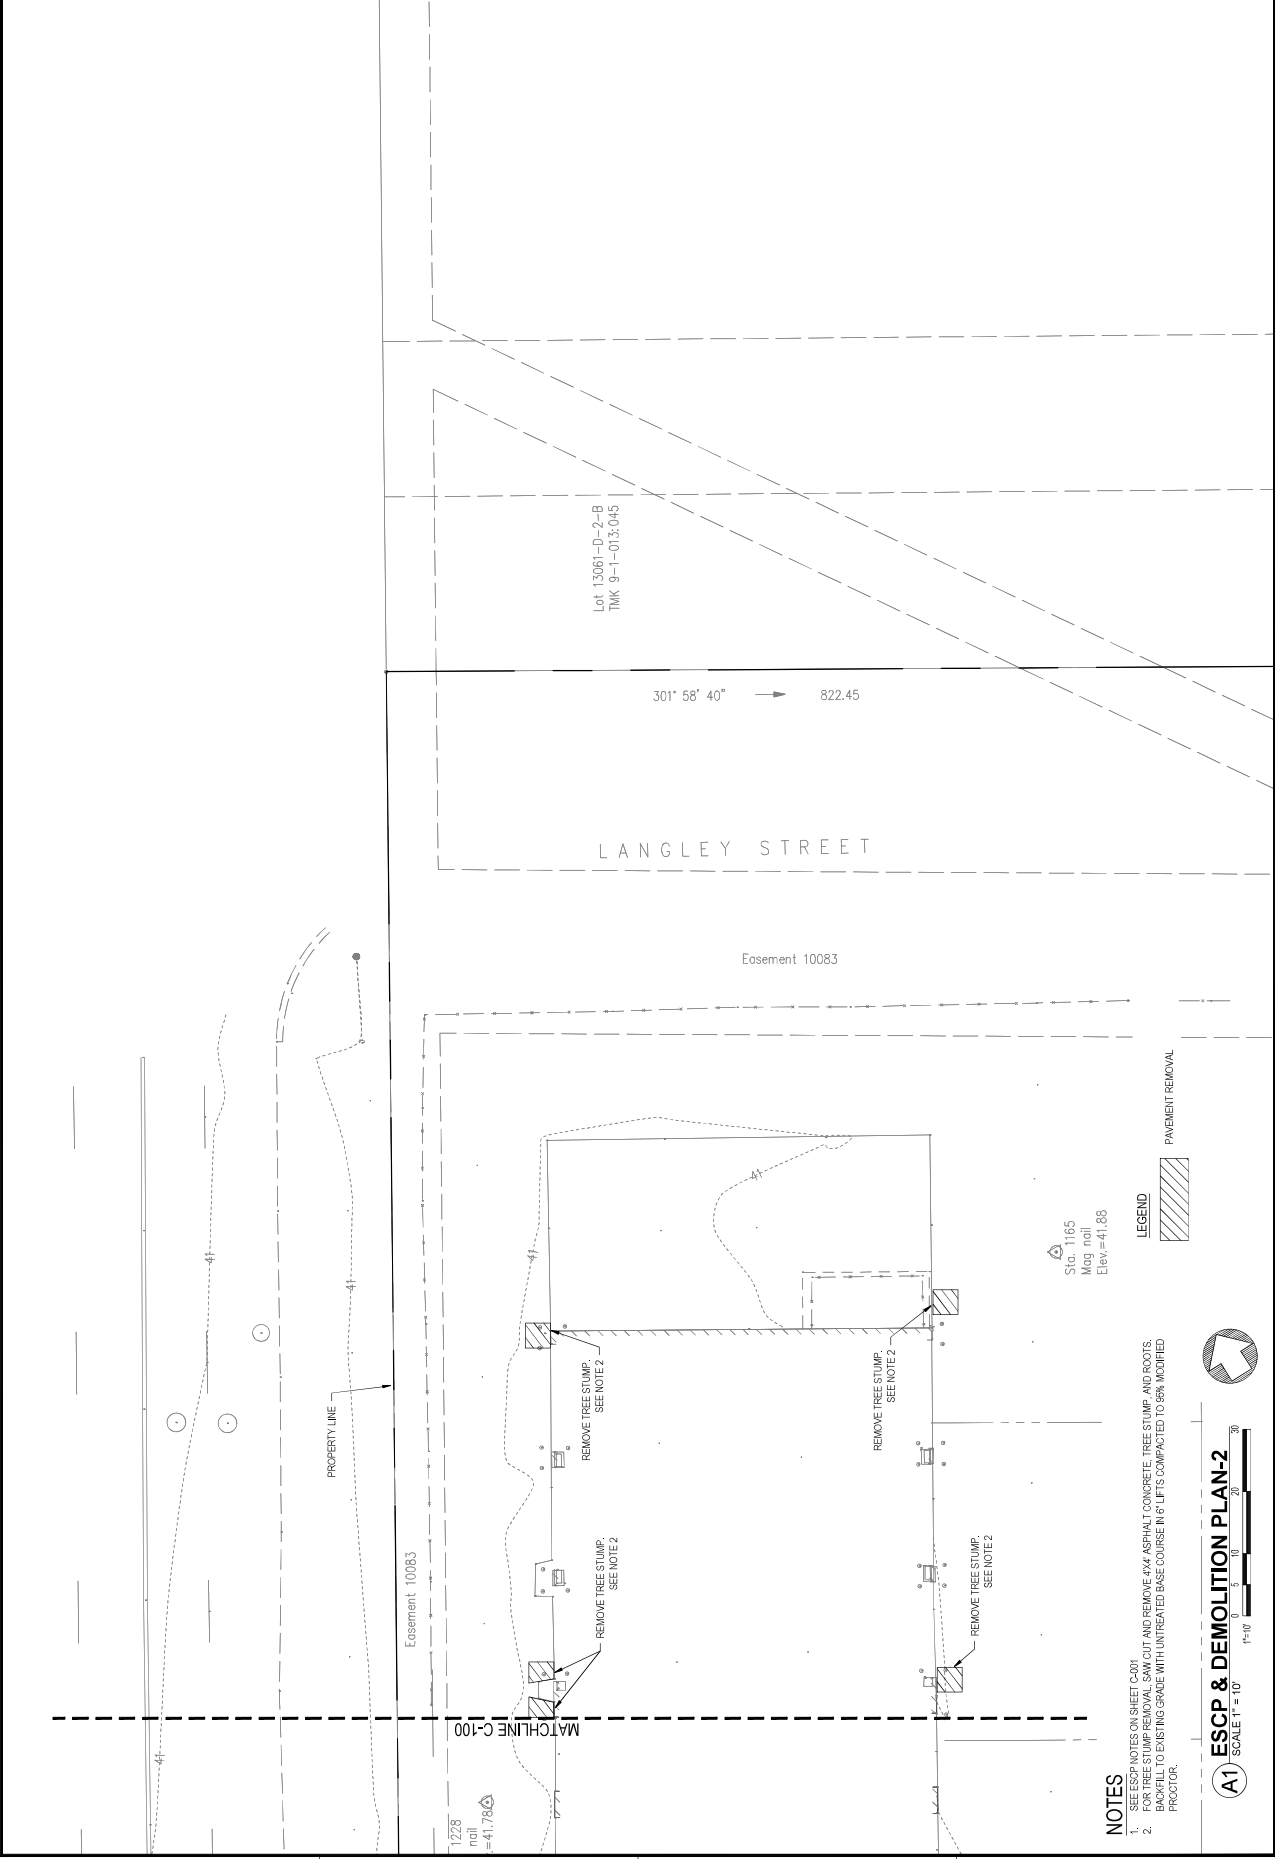 Lot 13061-D-2-B
TMK 9-1-013:045
301° 58' 40"
822.45
LANGLEY STREET
Easement 10083
41
41
41
41
41
PROPERTY LINE
Easement 10083
REMOVE TREE STUMP.
SEE NOTE 2
REMOVE TREE STUMP.
SEE NOTE 2
REMOVE TREE STUMP.
SEE NOTE 2
REMOVE TREE STUMP.
SEE NOTE 2
Sta. 1165
Mag nail
Elev.=41.88
MATCHLINE C-100
1228
nail
=41.78
LEGEND
PAVEMENT REMOVAL
NOTES
1. SEE ESCP NOTES ON SHEET C-001
2. FOR TREE STUMP REMOVAL, SAW CUT AND REMOVE 4'X4' ASPHALT CONCRETE, TREE STUMP, AND ROOTS.
BACKFILL TO EXISTING GRADE WITH UNTREATED BASE COURSE IN 6" LIFTS COMPACTED TO 95% MODIFIED
PROCTOR.
A1
ESCP & DEMOLITION PLAN-2
SCALE 1" = 10'
1"=10'
0 5 10 20 30